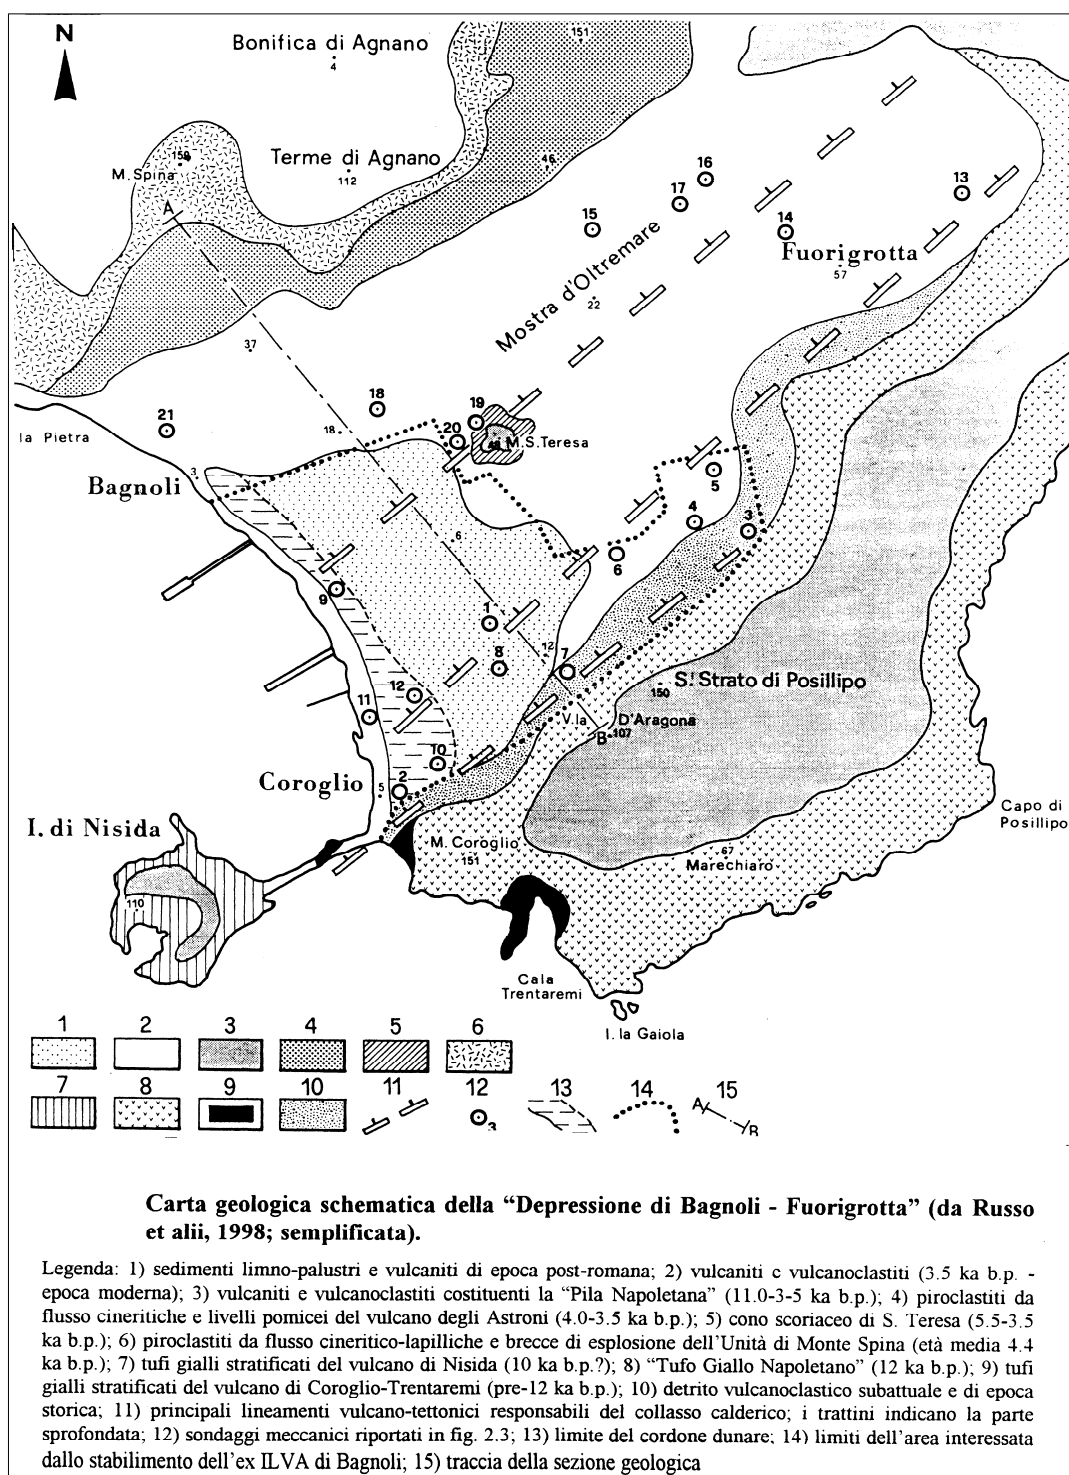 N
Bonifica di Agnano
4
151
M. Spina
Terme di Agnano
112
46
A
16
17
13
15
14
Fuorigrotta
57
Mostra d'Oltremare
22
37
18
19
21
la Pietra
18
20
M.S.Teresa
3
Bagnoli
5
4
3
6
6
9
1
12
8
7
S. Strato di Posillipo
150
12
11
V.la D'Aragona
B
107
10
Coroglio
5
2
Capo di
Posillipo
I. di Nisida
M. Coroglio
151
67
Marechiaro
110
Cala
Trentaremi
I. la Gaiola
1 2 3 4 5 6
7 8 9 10 11 12 13 14 15
3
A
B
Carta geologica schematica della “Depressione di Bagnoli - Fuorigrotta” (da Russo
et alii, 1998; semplificata).
Legenda: 1) sedimenti limno-palustri e vulcaniti di epoca post-romana; 2) vulcaniti e vulcanoclastiti (3.5 ka b.p. -
epoca moderna); 3) vulcaniti e vulcanoclastiti costituenti la “Pila Napoletana” (11.0-3-5 ka b.p.); 4) piroclastiti da
flusso cineritiche e livelli pomicei del vulcano degli Astroni (4.0-3.5 ka b.p.); 5) cono scoriaceo di S. Teresa (5.5-3.5
ka b.p.); 6) piroclastiti da flusso cineritico-lapilliche e brecce di esplosione dell'Unità di Monte Spina (età media 4.4
ka b.p.); 7) tufi gialli stratificati del vulcano di Nisida (10 ka b.p.?); 8) “Tufo Giallo Napoletano” (12 ka b.p.); 9) tufi
gialli stratificati del vulcano di Coroglio-Trentaremi (pre-12 ka b.p.); 10) detrito vulcanoclastico subattuale e di epoca
storica; 11) principali lineamenti vulcano-tettonici responsabili del collasso calderico; i trattini indicano la parte
sprofondata; 12) sondaggi meccanici riportati in fig. 2.3; 13) limite del cordone dunare; 14) limiti dell'area interessata
dallo stabilimento dell'ex ILVA di Bagnoli; 15) traccia della sezione geologica